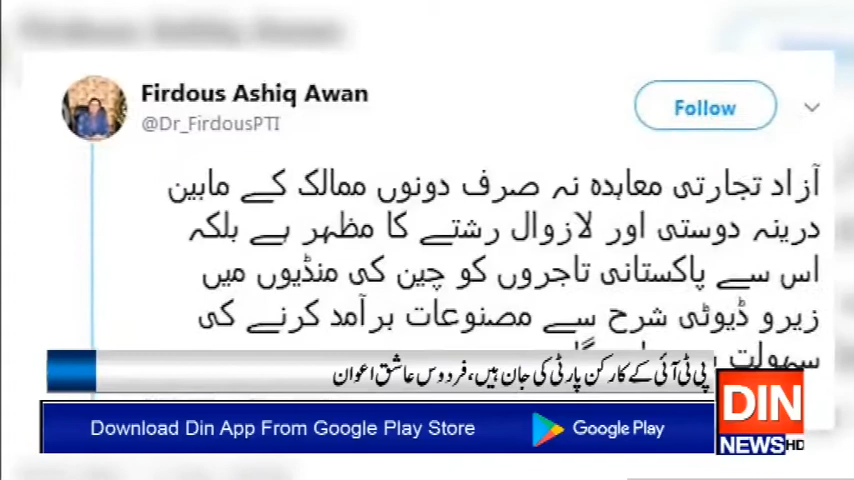 Firdous Ashiq Awan
@Dr_FirdousPTI
Follow
آزاد تجارتی معاہدہ نہ صرف دونوں ممالک کے مابین
درینہ دوستی اور لازوال رشتے کا مظہر ہے بلکہ
اس سے پاکستانی تاجروں کو چین کی منڈیوں میں
زیرو ڈیوٹی شرح سے مصنوعات برآمد کرنے کی
سہولت
پی ٹی آئی کے کارکن پارٹی کی جان ہیں، فردوس عاشق اعوان
Download Din App From Google Play Store
Google Play
DIN
NEWS HD